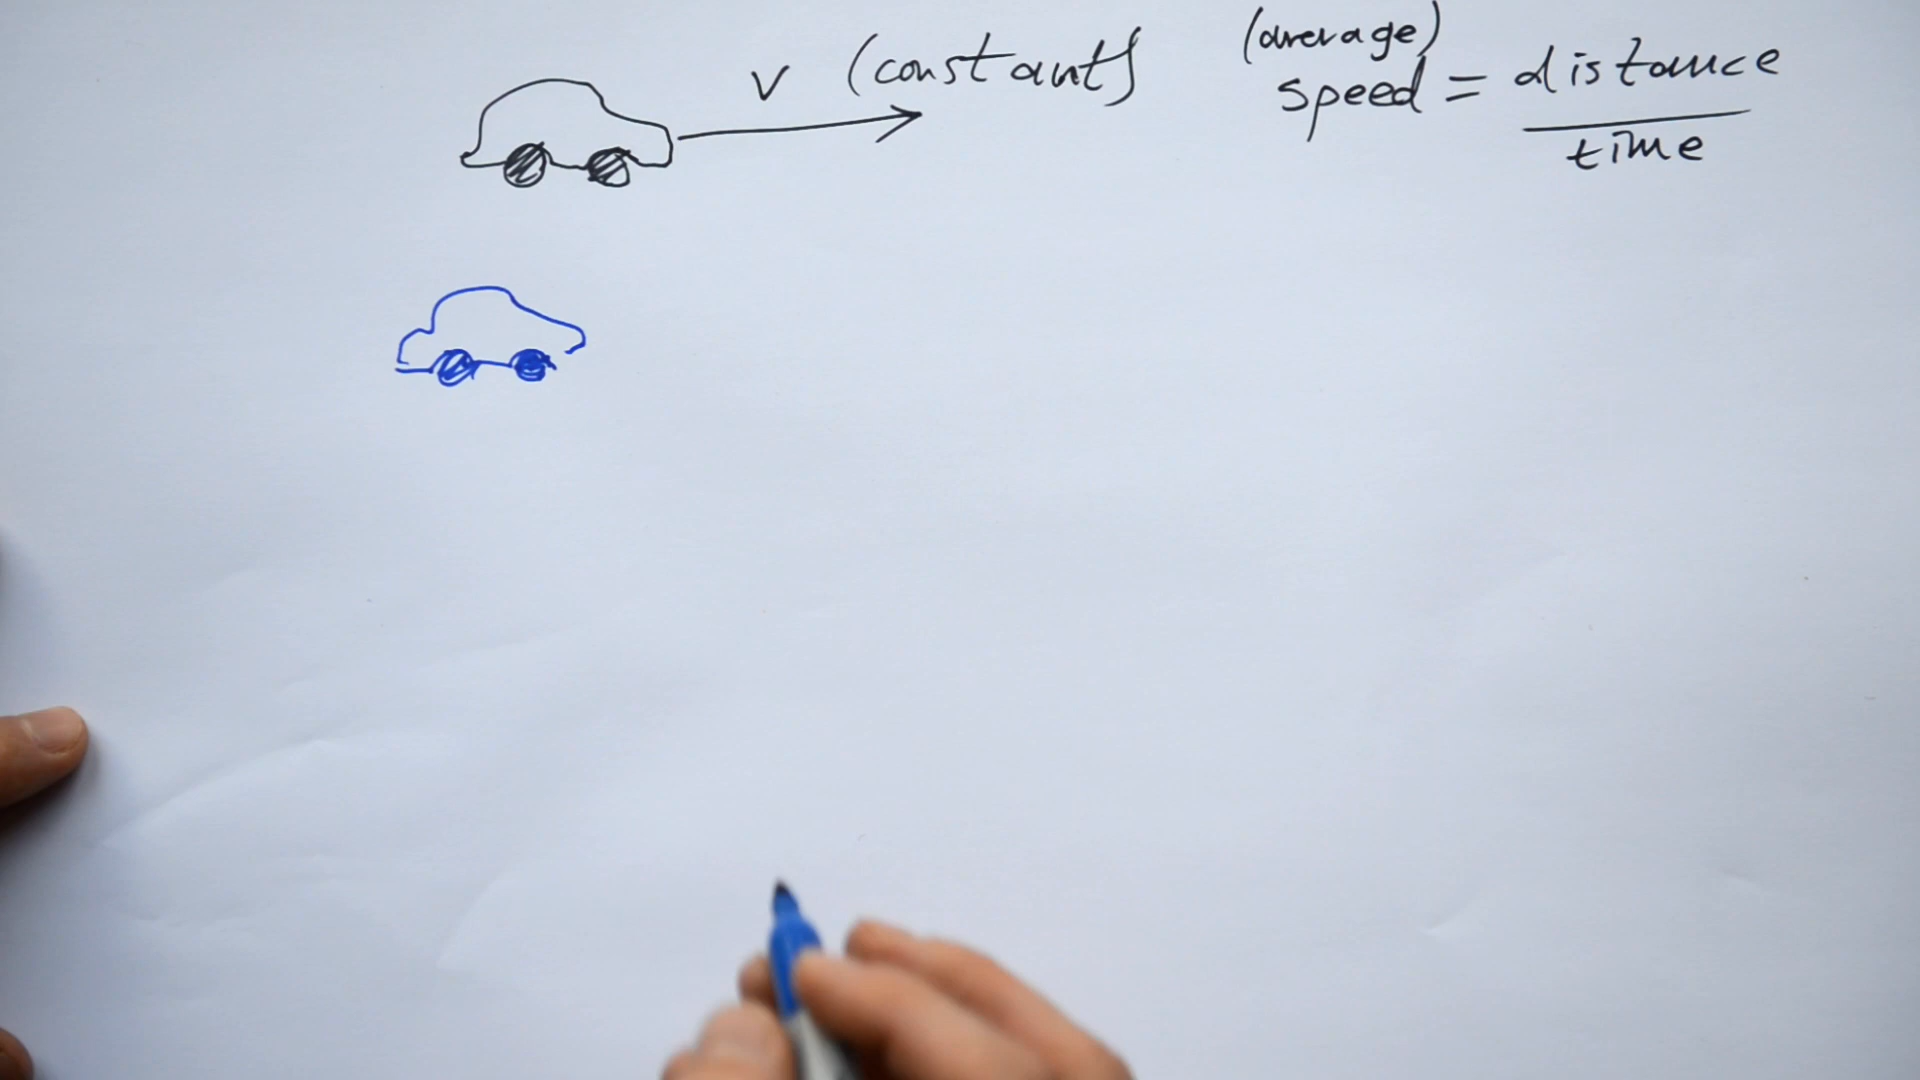 v (constant)
(average)
speed = distance
time